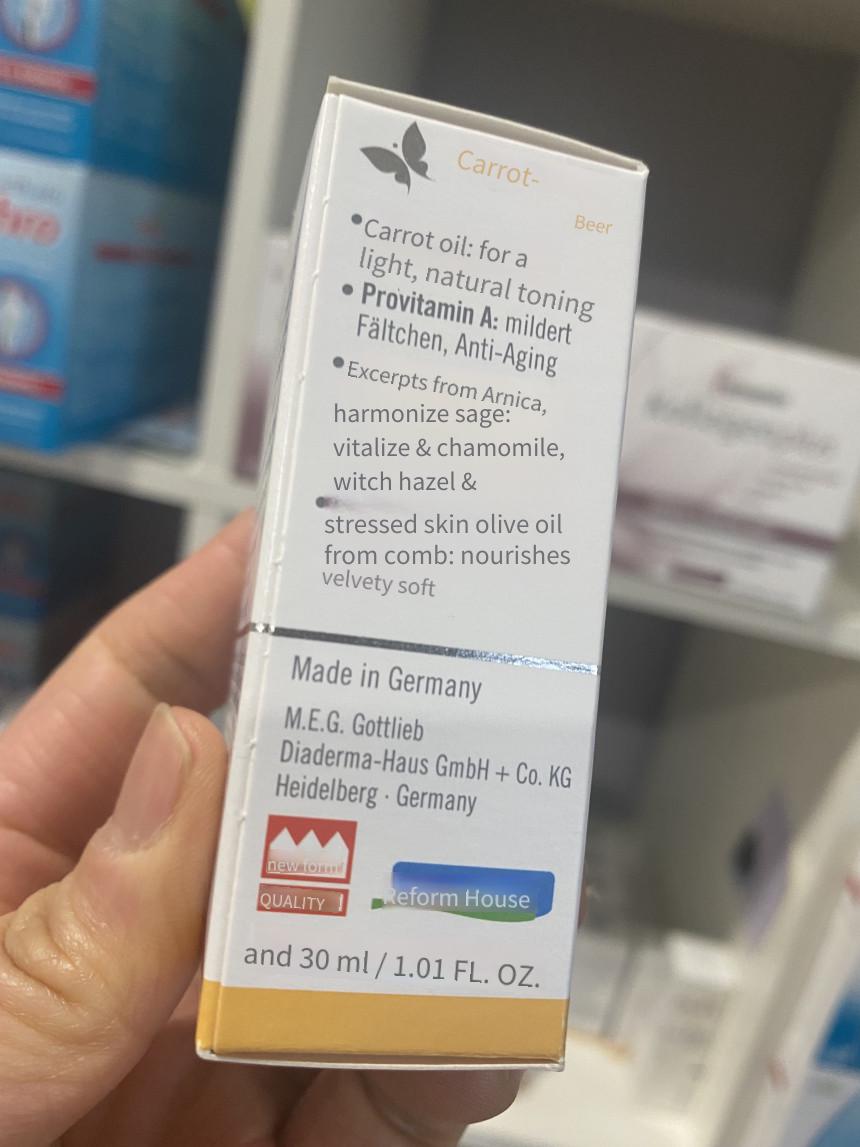 Carrot-
Beer
•Carrot oil: for a
light, natural toning
• Provitamin A: mildert
Fältchen, Anti-Aging
•Excerpts from Arnica,
harmonize sage:
vitalize & chamomile,
witch hazel &
•
stressed skin olive oil
from comb: nourishes
velvety soft
Made in Germany
M.E.G. Gottlieb
Diaderma-Haus GmbH + Co. KG
Heidelberg · Germany
new form!
QUALITY !
Reform House
and 30 ml / 1.01 FL. OZ.